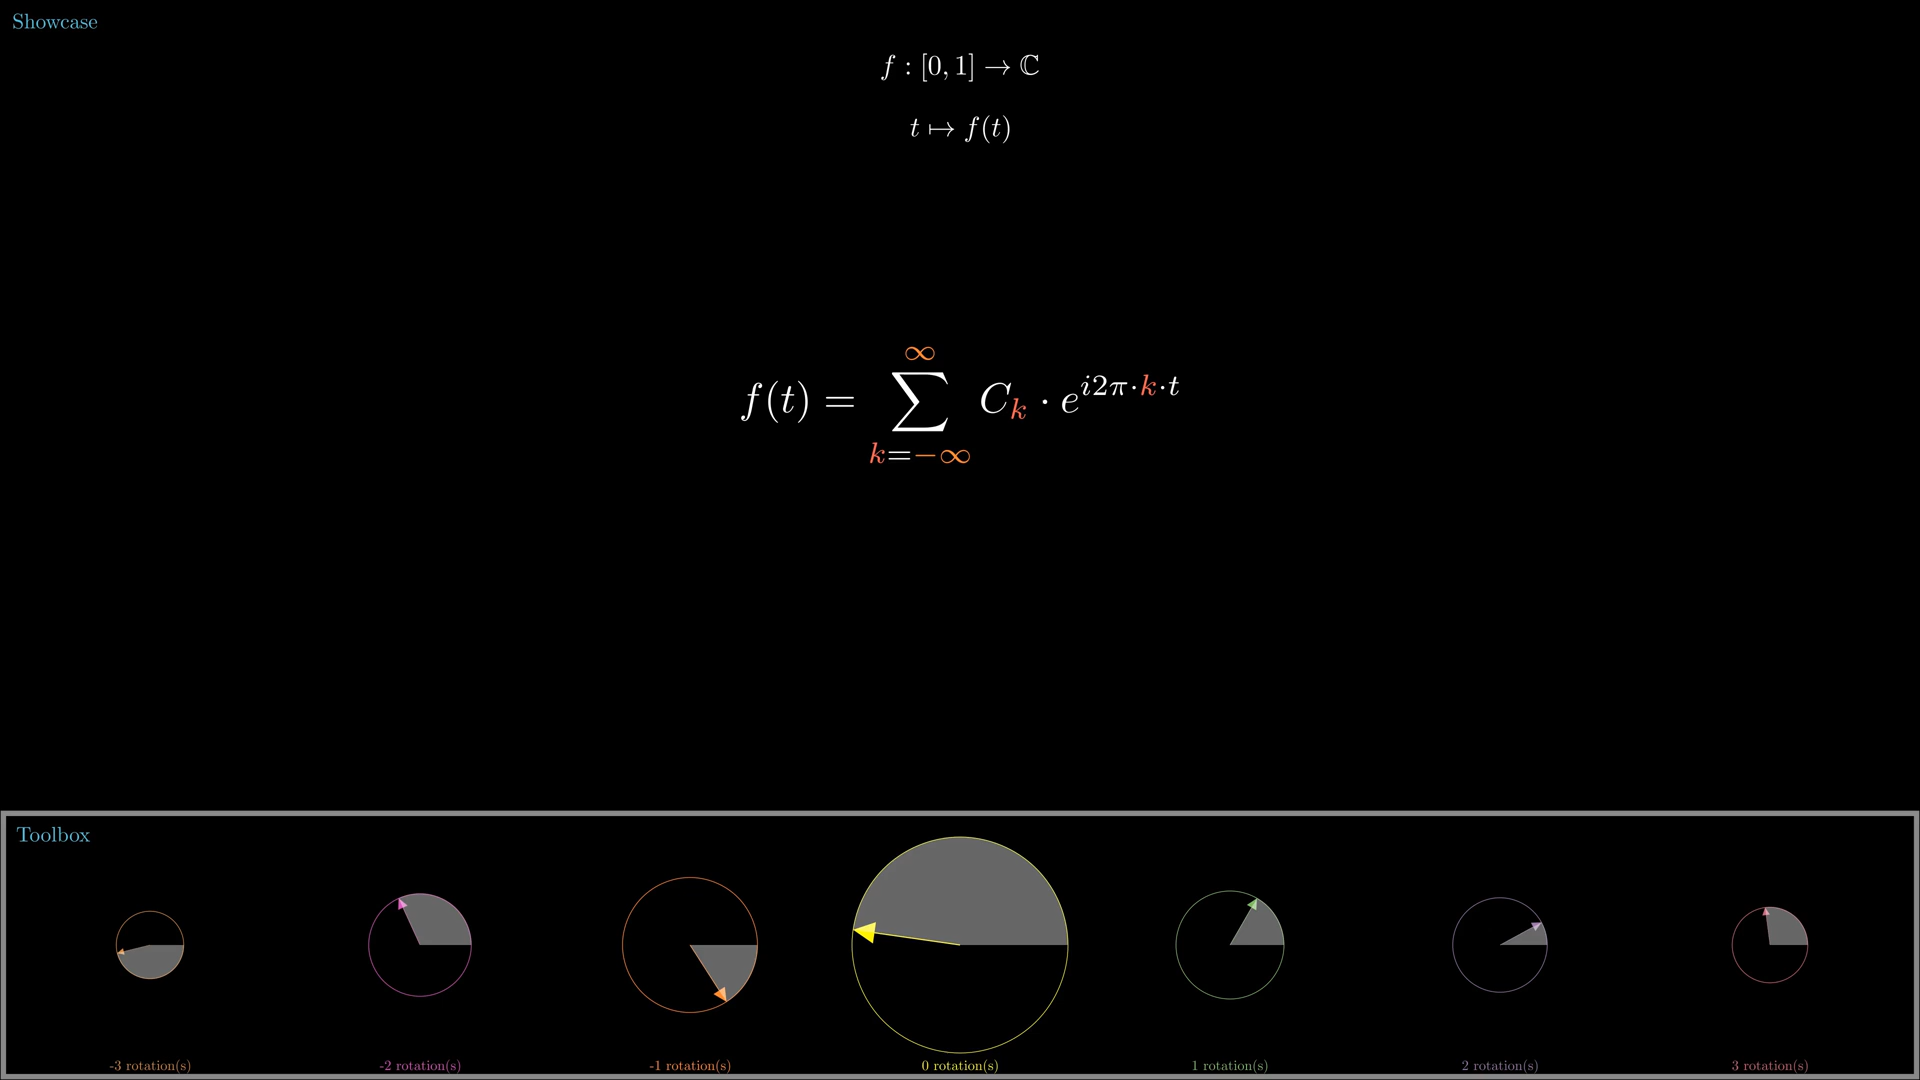 Showcase
f : [0, 1] → ℂ
t ↦ f(t)
f(t) = ∑_{k=−∞}^{∞} C_k · e^{i2π·k·t}
Toolbox
-3 rotation(s) -2 rotation(s) -1 rotation(s) 0 rotation(s) 1 rotation(s) 2 rotation(s) 3 rotation(s)